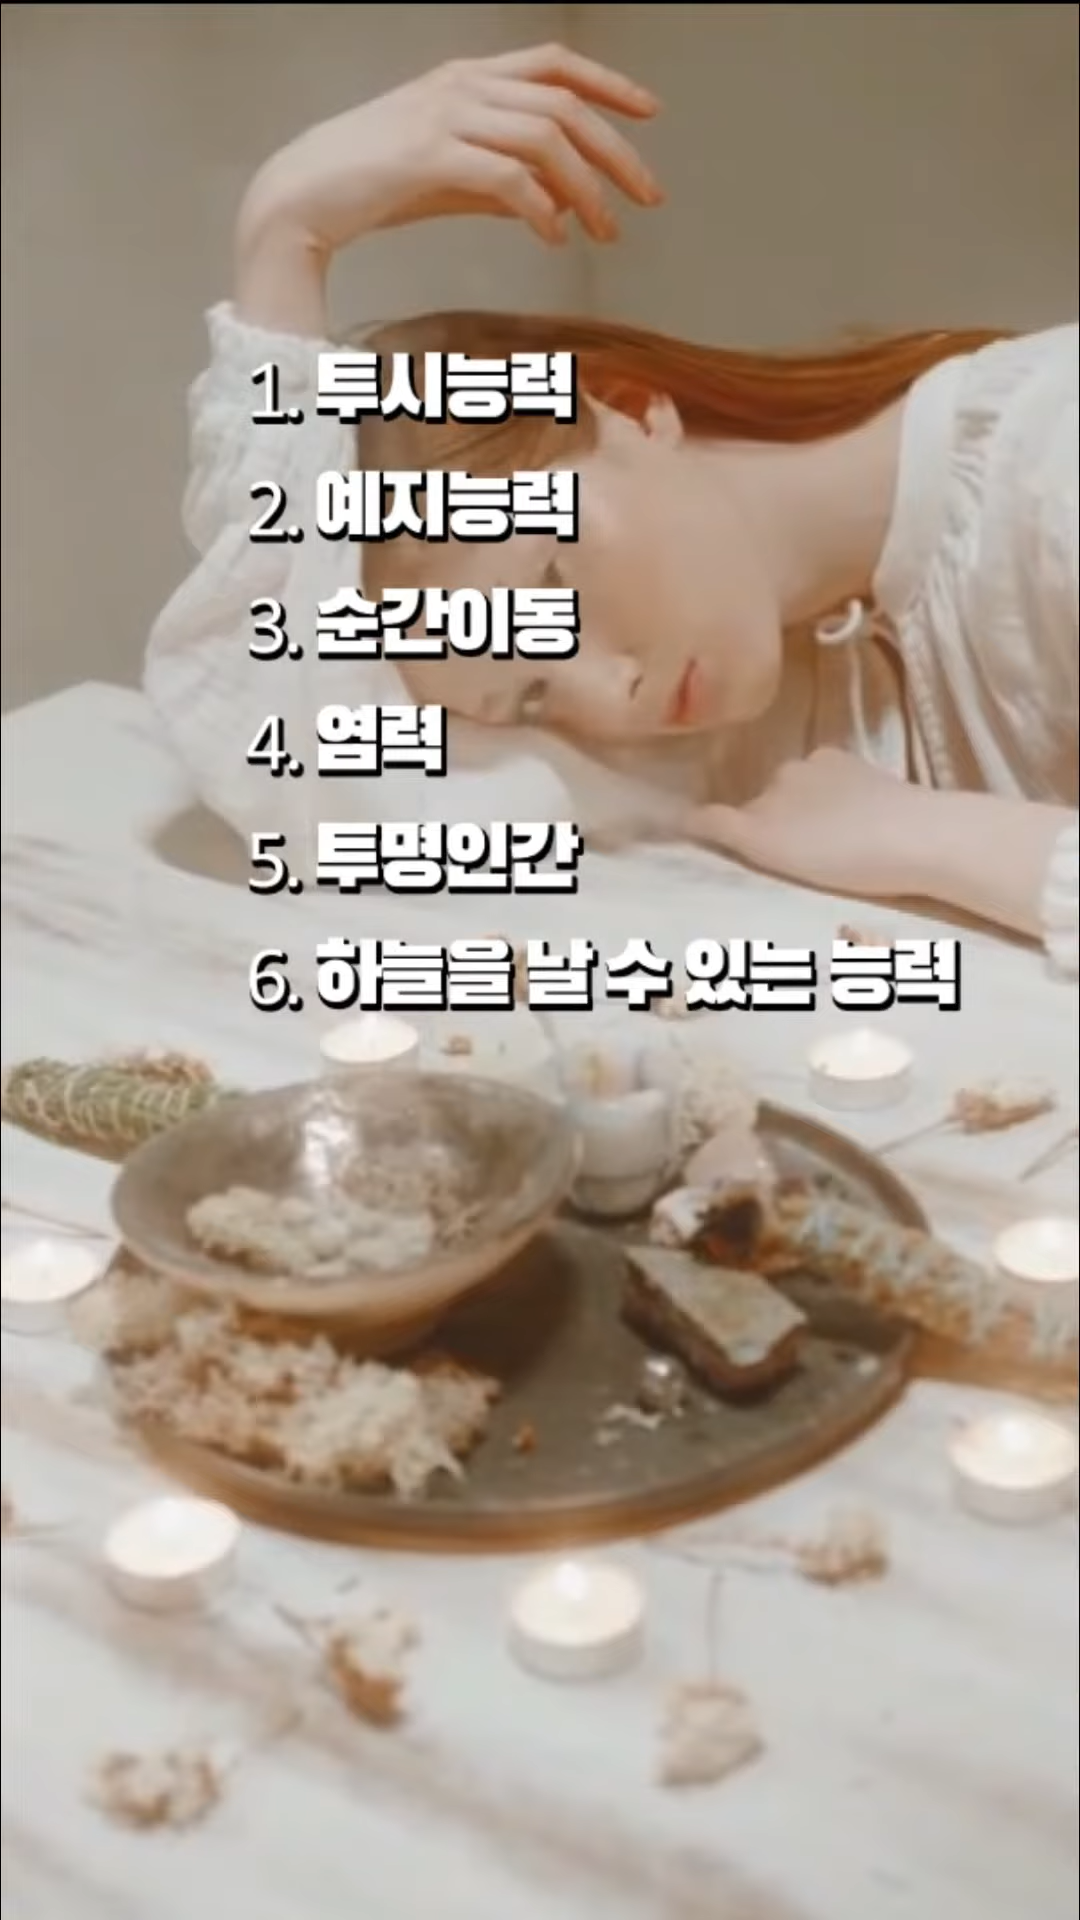 1. 투시능력
2. 예지능력
3. 순간이동
4. 염력
5. 투명인간
6. 하늘을 날 수 있는 능력